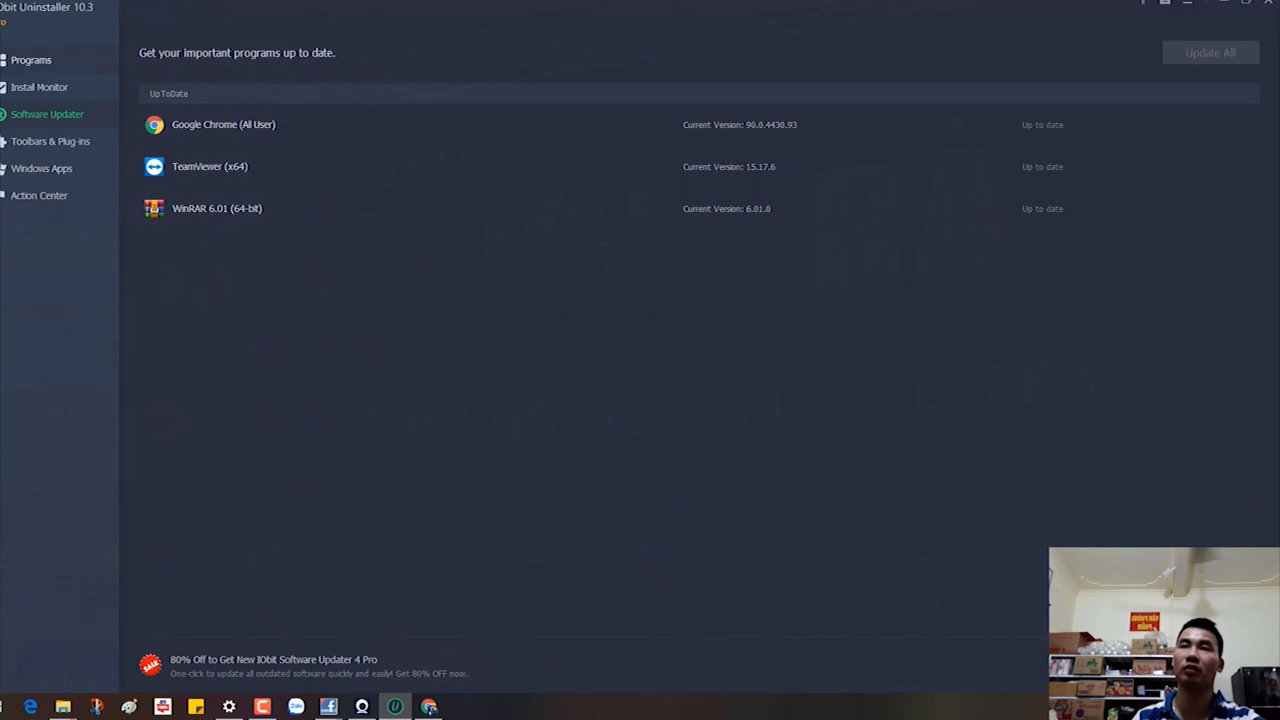 Obit Uninstaller 10.3
Programs
Install Monitor
Software Updater
Toolbars & Plug-ins
Windows Apps
Action Center
Get your important programs up to date.
Update All
UpToDate
Google Chrome (All User)
Current Version: 90.0.4430.93
Up to date
TeamViewer (x64)
Current Version: 15.17.6
Up to date
WinRAR 6.01 (64-bit)
Current Version: 6.01.0
Up to date
SALE
80% Off to Get New IObit Software Updater 4 Pro
One-click to update all outdated software quickly and easily! Get 80% OFF now.
Zalo